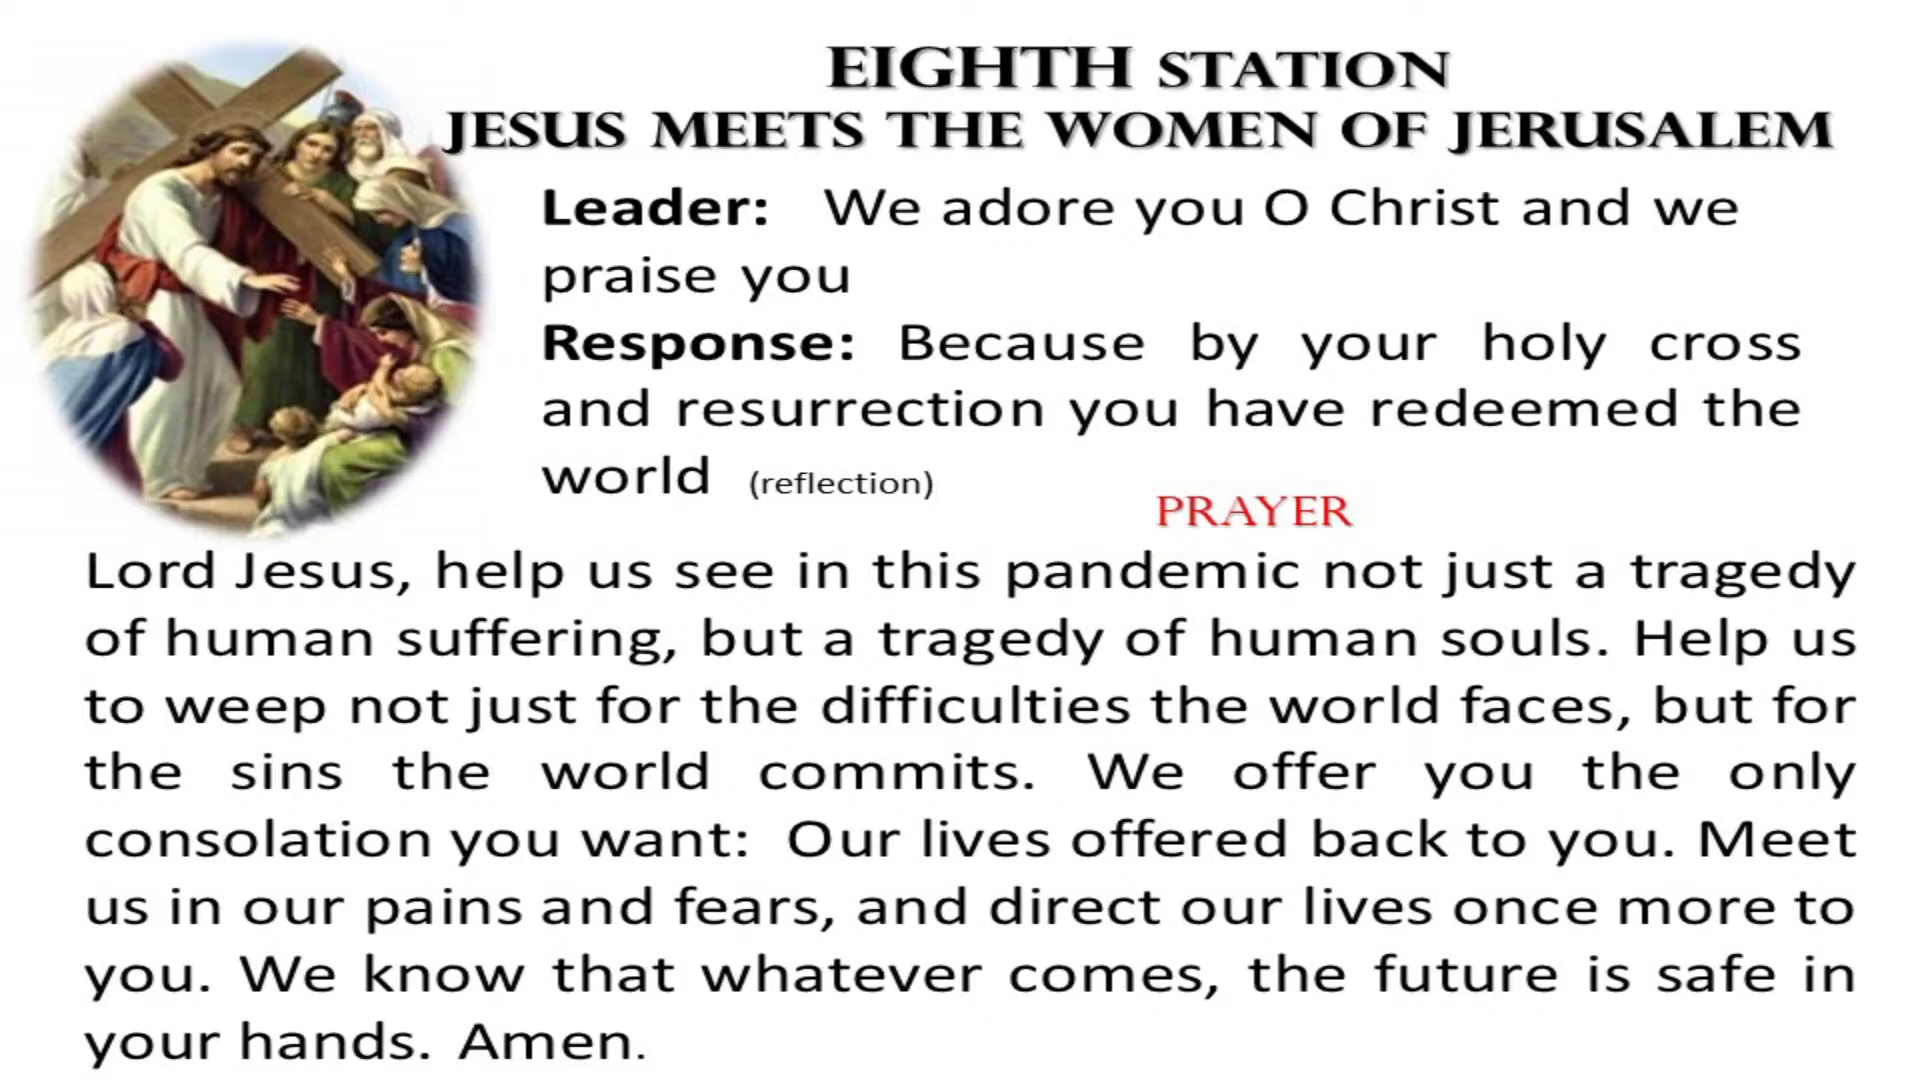 EIGHTH STATION
JESUS MEETS THE WOMEN OF JERUSALEM
Leader: We adore you O Christ and we
praise you
Response: Because by your holy cross
and resurrection you have redeemed the
world (reflection)
PRAYER
Lord Jesus, help us see in this pandemic not just a tragedy
of human suffering, but a tragedy of human souls. Help us
to weep not just for the difficulties the world faces, but for
the sins the world commits. We offer you the only
consolation you want: Our lives offered back to you. Meet
us in our pains and fears, and direct our lives once more to
you. We know that whatever comes, the future is safe in
your hands. Amen.